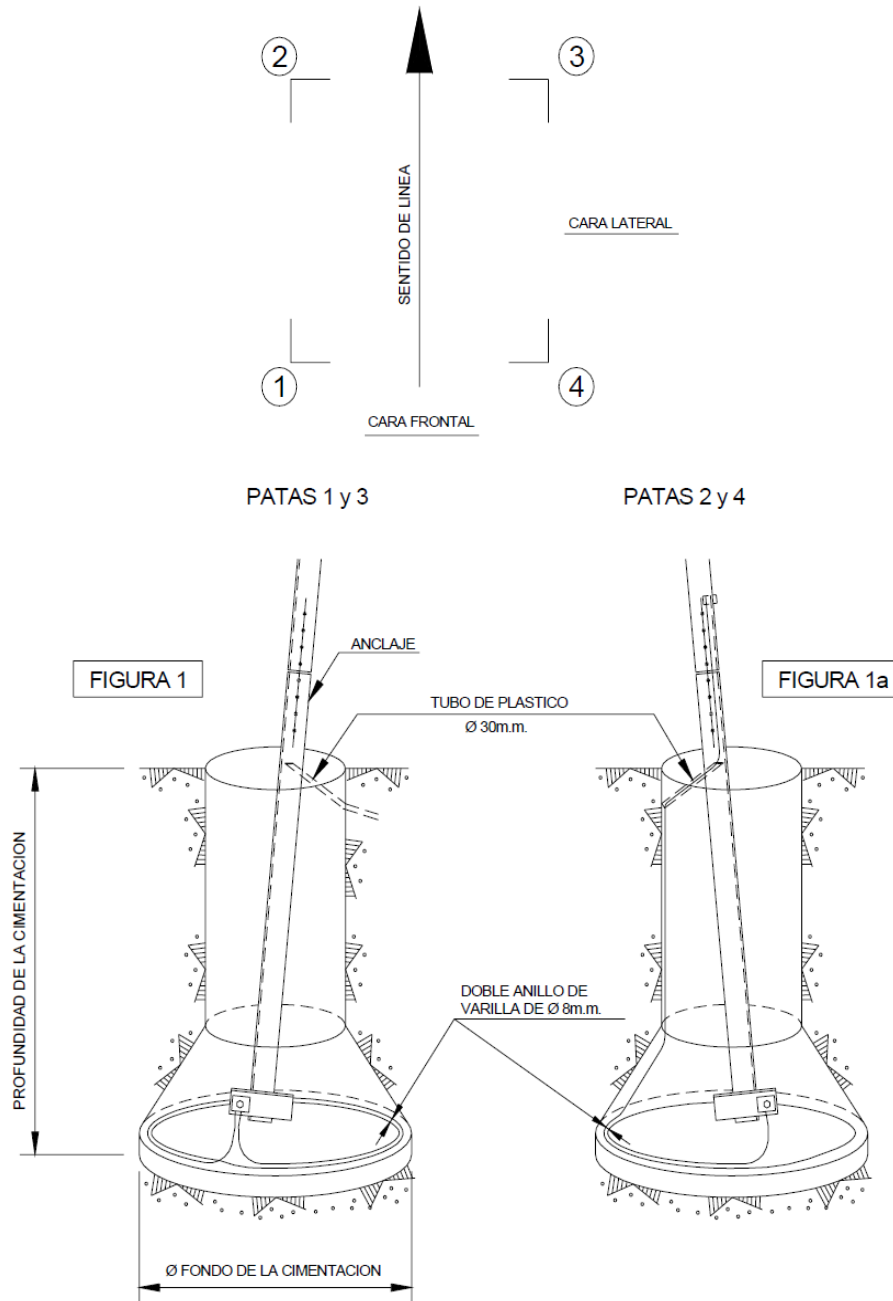 2
3
SENTIDO DE LINEA
CARA LATERAL
1
4
CARA FRONTAL
PATAS 1 y 3
PATAS 2 y 4
ANCLAJE
FIGURA 1
FIGURA 1a
TUBO DE PLASTICO
Ø 30m.m.
PROFUNDIDAD DE LA CIMENTACION
DOBLE ANILLO DE
VARILLA DE Ø 8m.m.
Ø FONDO DE LA CIMENTACION